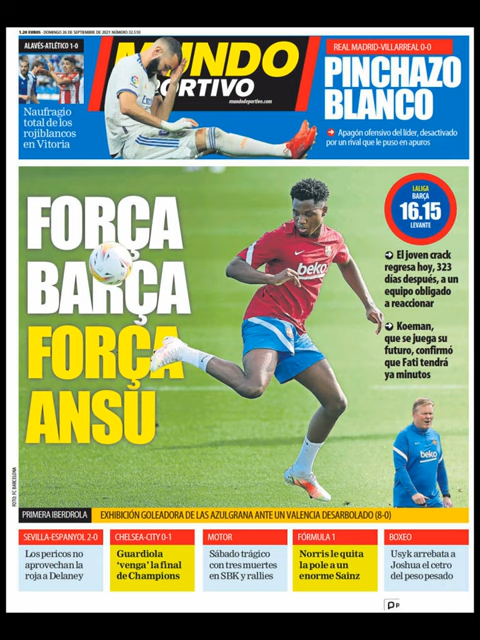 1.20 EUROS - DOMINGO 26 DE SEPTIEMBRE DE 2021 NÚMERO 32.510
ALAVÉS-ATLÉTICO 1-0
Naufragio
total de los
rojiblancos
en Vitoria
MUNDO
DEPORTIVO
mundodeportivo.com
REAL MADRID-VILLARREAL 0-0
PINCHAZO
BLANCO
Apagón ofensivo del líder, desactivado
por un rival que le puso en apuros
FORÇA
BARÇA
FORÇA
ANSU
beko
LALIGA
BARÇA
16.15
LEVANTE
El joven crack
regresa hoy, 323
días después, a un
equipo obligado
a reaccionar
Koeman,
que se juega su
futuro, confirmó
que Fati tendrá
ya minutos
beko
FOTO: FC BARCELONA
PRIMERA IBERDROLA
EXHIBICIÓN GOLEADORA DE LAS AZULGRANA ANTE UN VALENCIA DESARBOLADO (8-0)
SEVILLA-ESPANYOL 2-0
Los pericos no
aprovechan la
roja a Delaney
CHELSEA-CITY 0-1
Guardiola
'venga' la final
de Champions
MOTOR
Sábado trágico
con tres muertes
en SBK y rallies
FÓRMULA 1
Norris le quita
la pole a un
enorme Sainz
BOXEO
Usyk arrebata a
Joshua el cetro
del peso pesado